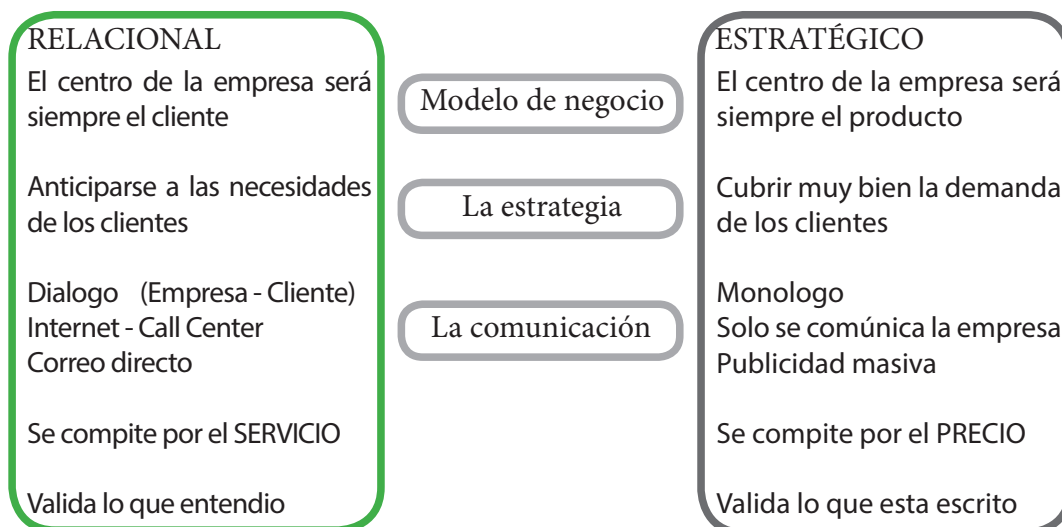 RELACIONAL
El centro de la empresa será
siempre el cliente
Anticiparse a las necesidades
de los clientes
Dialogo (Empresa - Cliente)
Internet - Call Center
Correo directo
Se compite por el SERVICIO
Valida lo que entendio
Modelo de negocio
La estrategia
La comunicación
ESTRATÉGICO
El centro de la empresa será
siempre el producto
Cubrir muy bien la demanda
de los clientes
Monologo
Solo se comúnica la empresa
Publicidad masiva
Se compite por el PRECIO
Valida lo que esta escrito